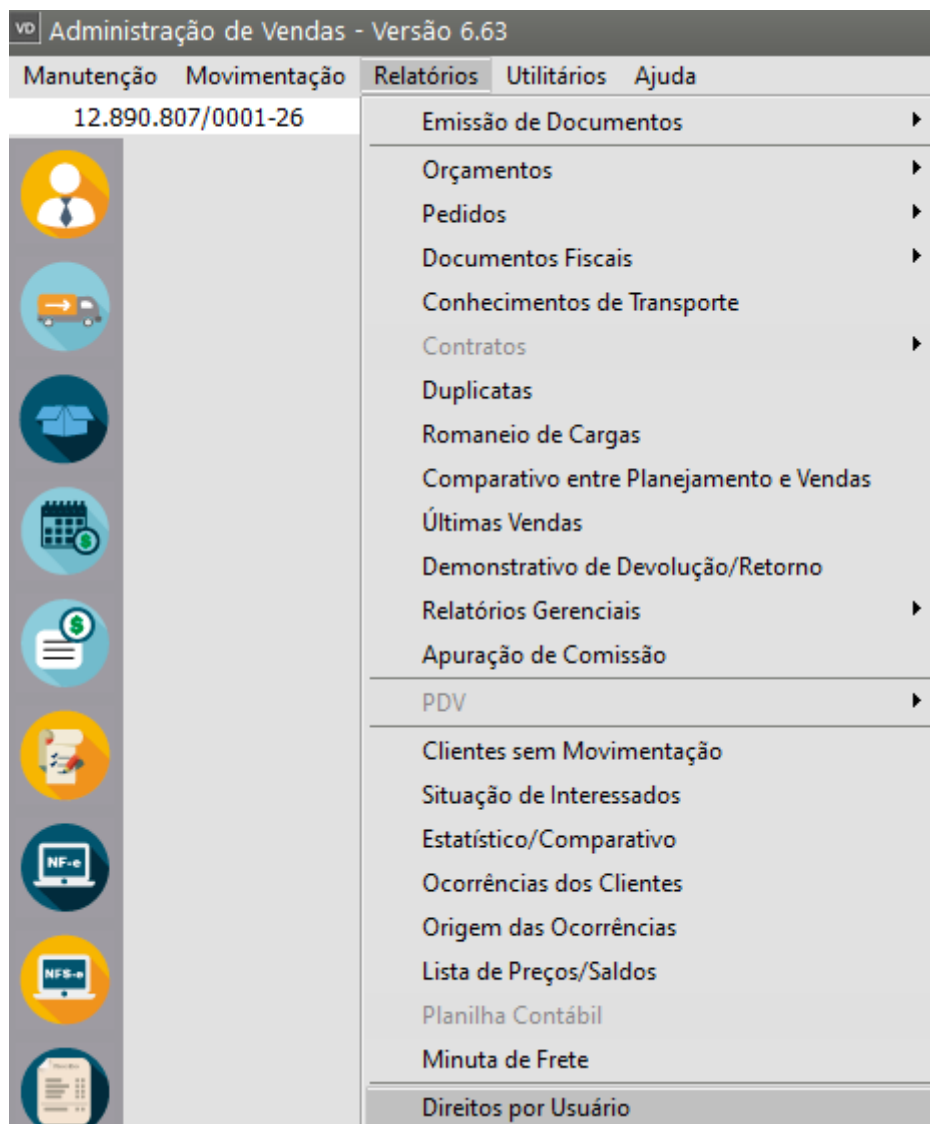 VD Administração de Vendas - Versão 6.63
Manutenção Movimentação Relatórios Utilitários Ajuda
12.890.807/0001-26
Emissão de Documentos
Orçamentos
Pedidos
Documentos Fiscais
Conhecimentos de Transporte
Contratos
Duplicatas
Romaneio de Cargas
Comparativo entre Planejamento e Vendas
Últimas Vendas
Demonstrativo de Devolução/Retorno
Relatórios Gerenciais
Apuração de Comissão
PDV
Clientes sem Movimentação
Situação de Interessados
Estatístico/Comparativo
NF-e
Ocorrências dos Clientes
Origem das Ocorrências
Lista de Preços/Saldos
NFS-e
Planilha Contábil
Minuta de Frete
Direitos por Usuário